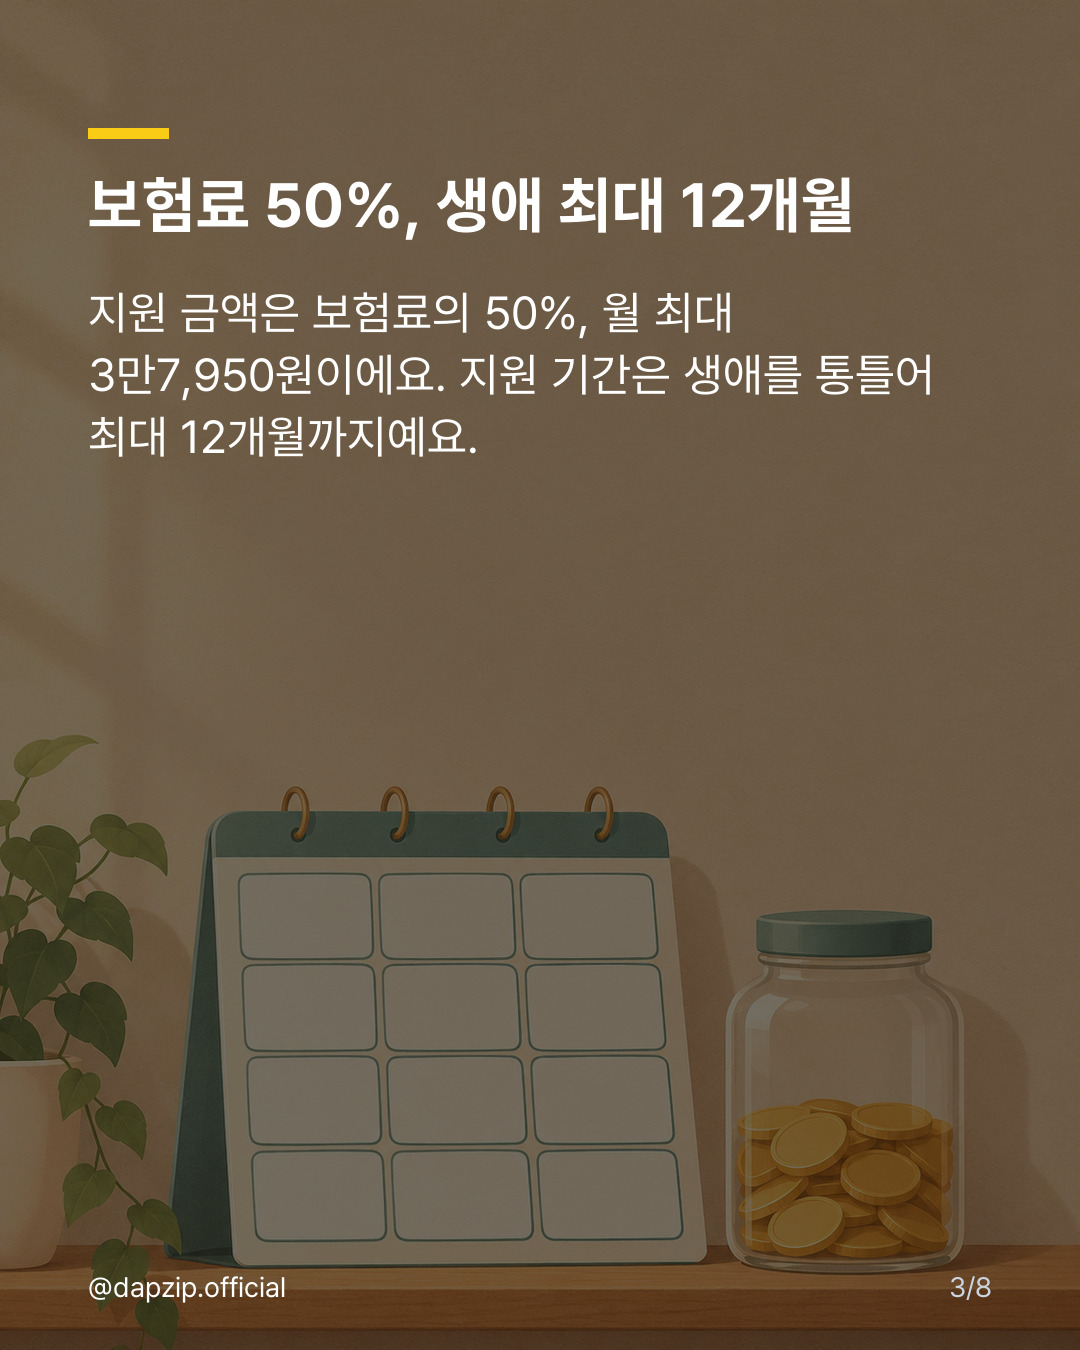 보험료 50%, 생애 최대 12개월
지원 금액은 보험료의 50%, 월 최대
3만7,950원이에요. 지원 기간은 생애를 통틀어
최대 12개월까지예요.
@dapzip.official
3/8